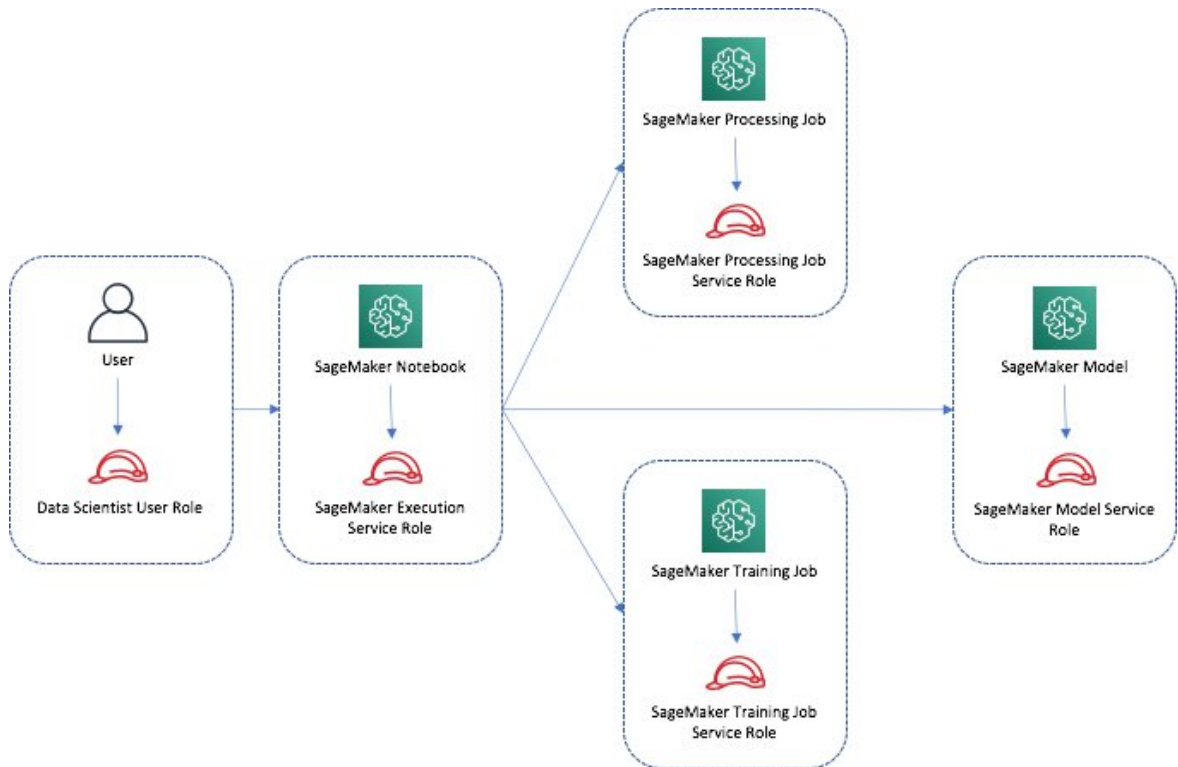 User
Data Scientist User Role
SageMaker Notebook
SageMaker Execution
Service Role
SageMaker Processing Job
SageMaker Processing Job
Service Role
SageMaker Training Job
SageMaker Training Job
Service Role
SageMaker Model
SageMaker Model Service
Role